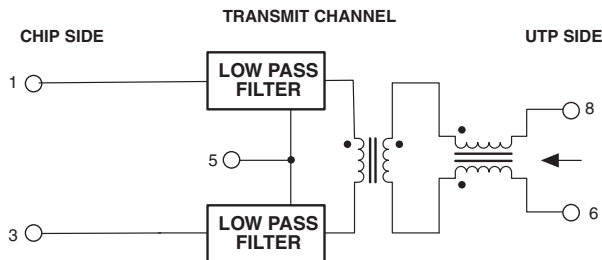 TRANSMIT CHANNEL
CHIP SIDE
UTP SIDE
LOW PASS
FILTER
1
8
5
3
LOW PASS
FILTER
6